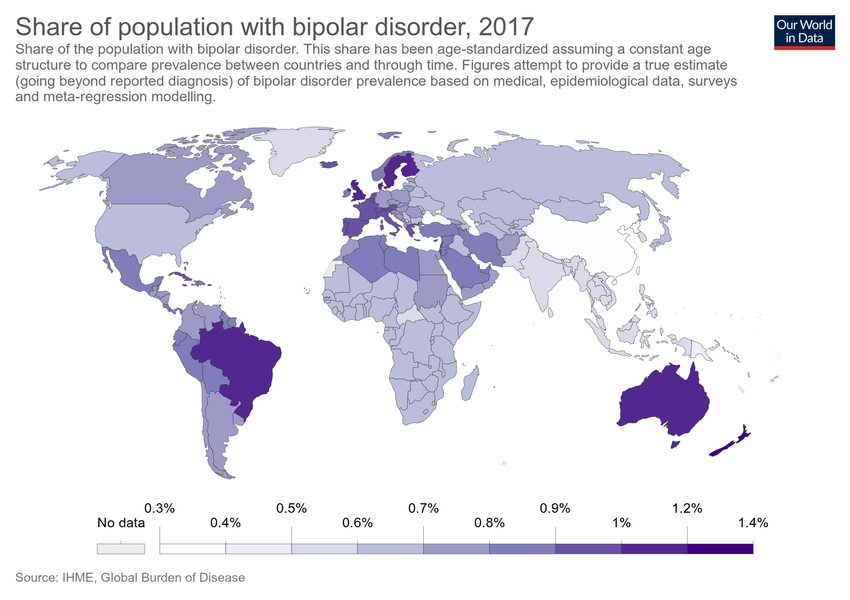 Share of population with bipolar disorder, 2017
Our World
in Data
Share of the population with bipolar disorder. This share has been age-standardized assuming a constant age
structure to compare prevalence between countries and through time. Figures attempt to provide a true estimate
(going beyond reported diagnosis) of bipolar disorder prevalence based on medical, epidemiological data, surveys
and meta-regression modelling.
0.3% 0.5% 0.7% 0.9% 1.2%
No data 0.4% 0.6% 0.8% 1% 1.4%
Source: IHME, Global Burden of Disease